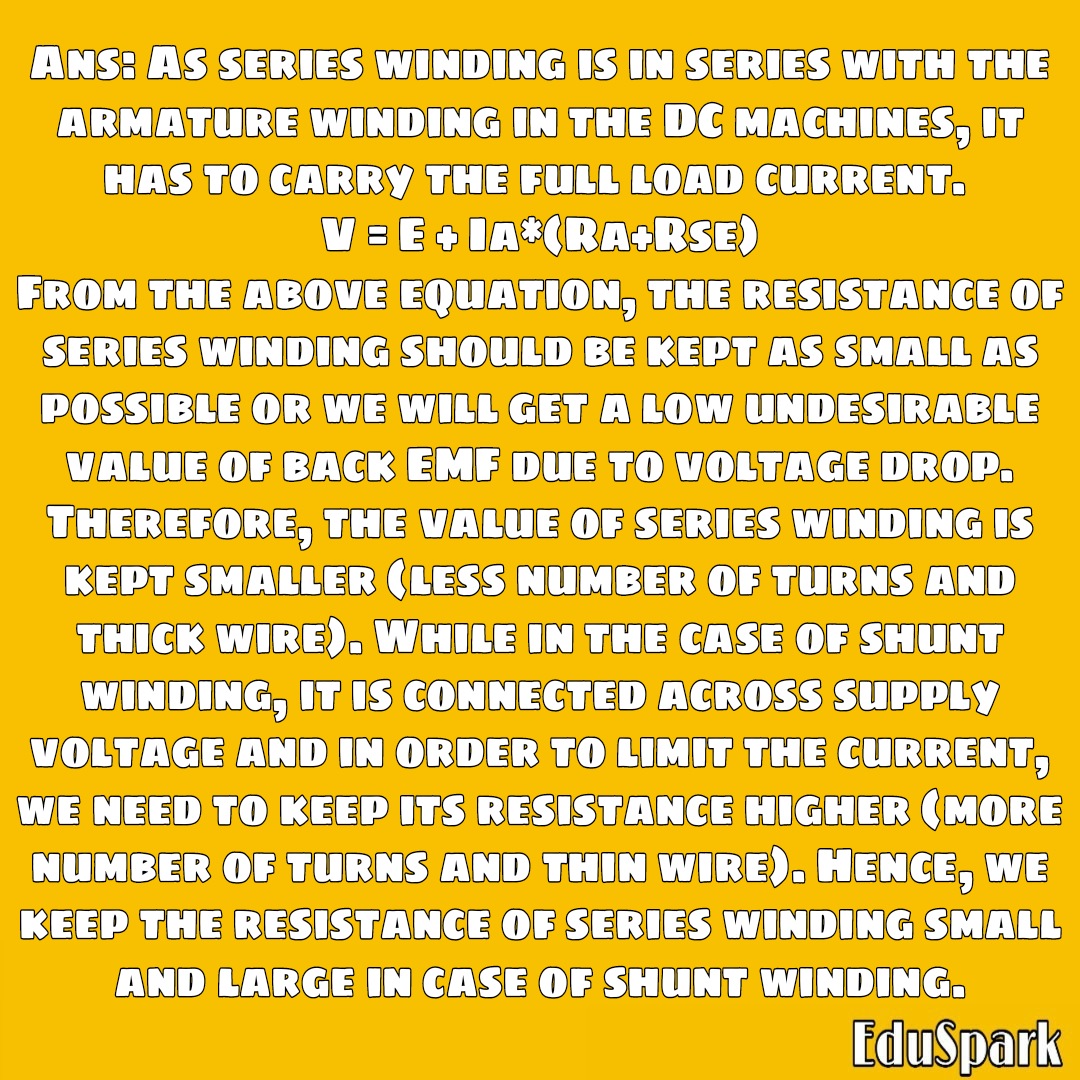 Ans: As series winding is in series with the
armature winding in the DC machines, it
has to carry the full load current.
V = E + Ia*(Ra+Rse)
From the above equation, the resistance of
series winding should be kept as small as
possible or we will get a low undesirable
value of back EMF due to voltage drop.
Therefore, the value of series winding is
kept smaller (less number of turns and
thick wire). While in the case of shunt
winding, it is connected across supply
voltage and in order to limit the current,
we need to keep its resistance higher (more
number of turns and thin wire). Hence, we
keep the resistance of series winding small
and large in case of shunt winding.
EduSpark